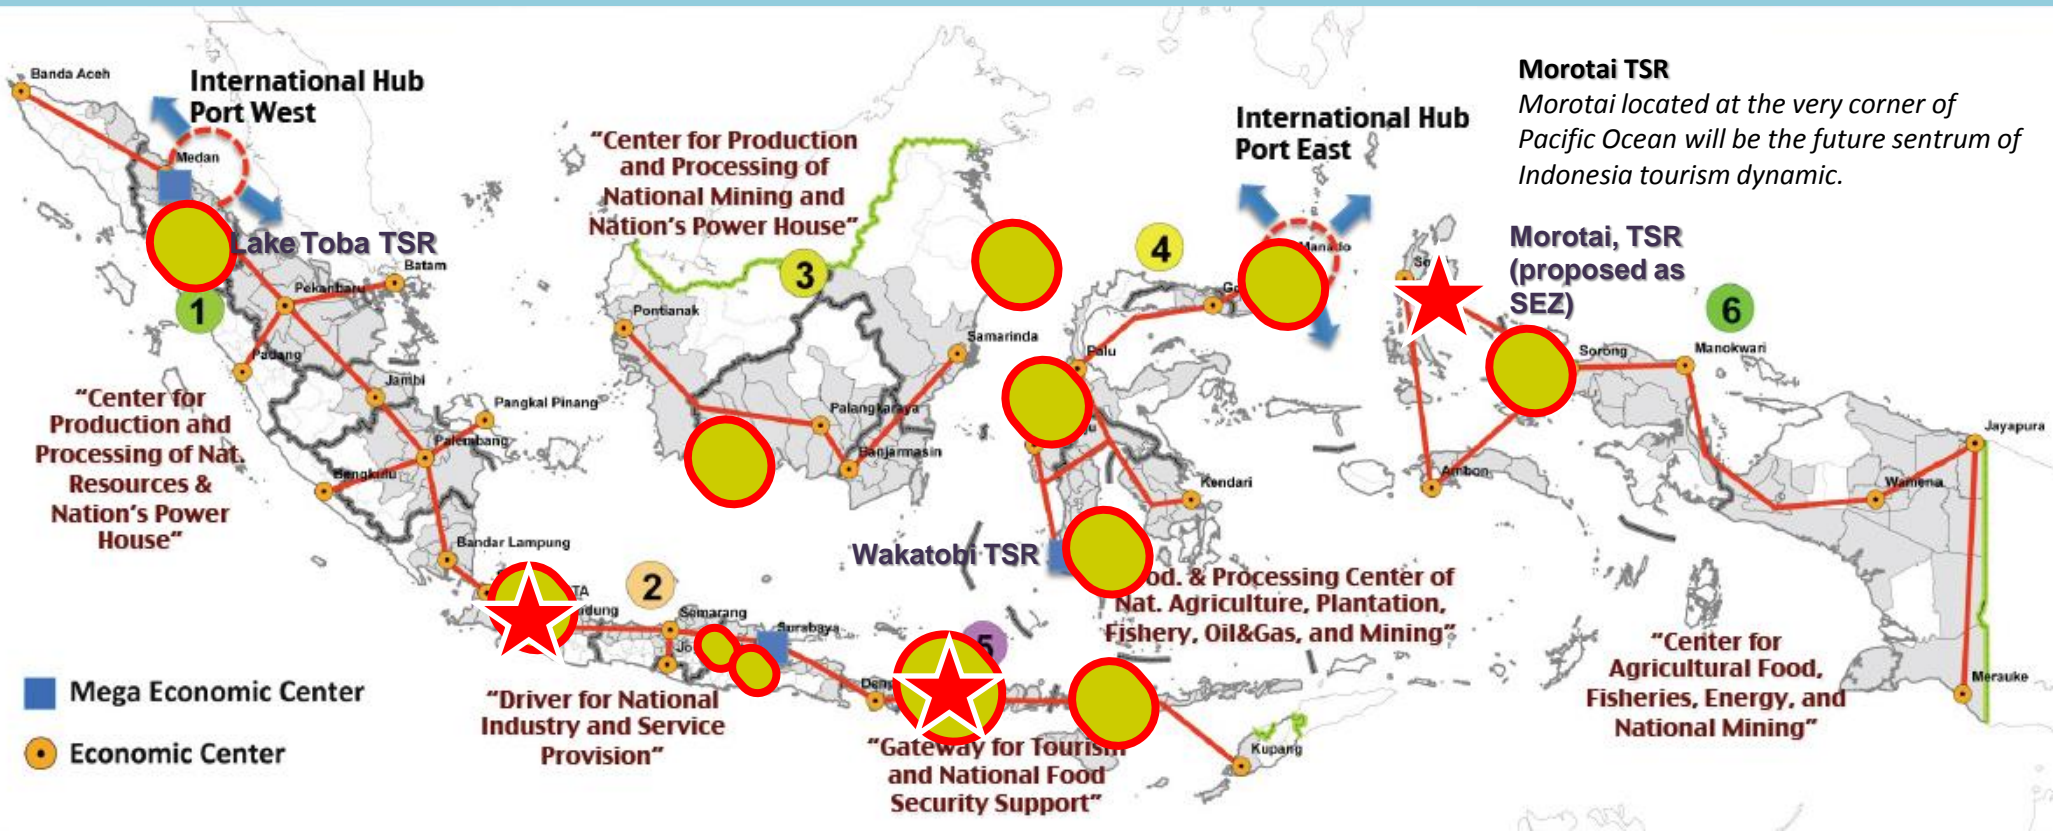 Banda Aceh
International Hub
Port West
Medan
Lake Toba TSR
Batam
Pekanbaru
1
Padang
Jambi
Pangkal Pinang
Palembang
Bengkulu
Bandar Lampung
"Center for
Production and
Processing of Nat.
Resources &
Nation's Power
House"
"Center for Production
and Processing of
National Mining and
Nation's Power House"
3
Pontianak
Samarinda
Palangkaraya
Banjarmasin
International Hub
Port East
4
Manado
Palu
Kendari
Wakatobi TSR
& Processing Center of
Nat. Agriculture, Plantation,
Fishery, Oil&Gas, and Mining"
2
Semarang
Surabaya
"Driver for National
Industry and Service
Provision"
5
"Gateway for Tourism
and National Food
Security Support"
Kupang
Morotai TSR
Morotai located at the very corner of
Pacific Ocean will be the future sentrum of
Indonesia tourism dynamic.
Morotai, TSR
(proposed as
SEZ)
6
Sorong
Manokwari
Ambon
Jayapura
Wamena
Merauke
"Center for
Agricultural Food,
Fisheries, Energy, and
National Mining"
Mega Economic Center
Economic Center